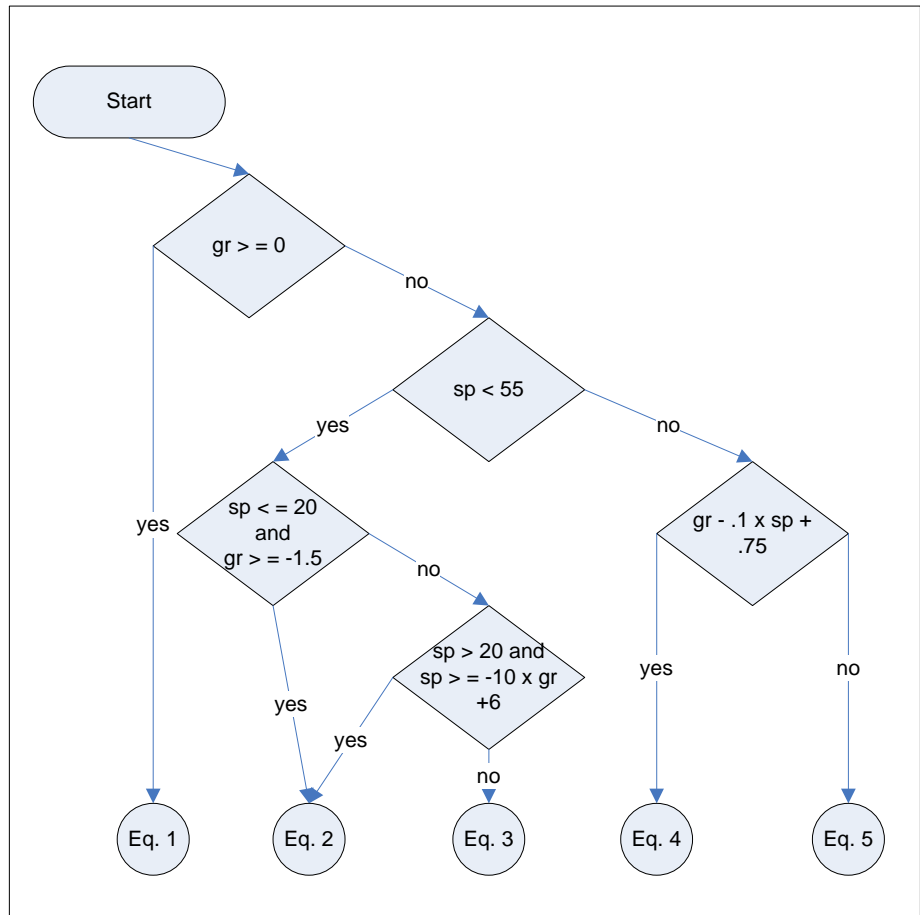 Start
gr > = 0
no
sp < 55
yes
no
sp < = 20
and
gr > = -1.5
gr - .1 x sp +
.75
yes
no
sp > 20 and
sp > = -10 x gr
+6
yes
no
yes
yes
no
Eq. 1
Eq. 2
Eq. 3
Eq. 4
Eq. 5